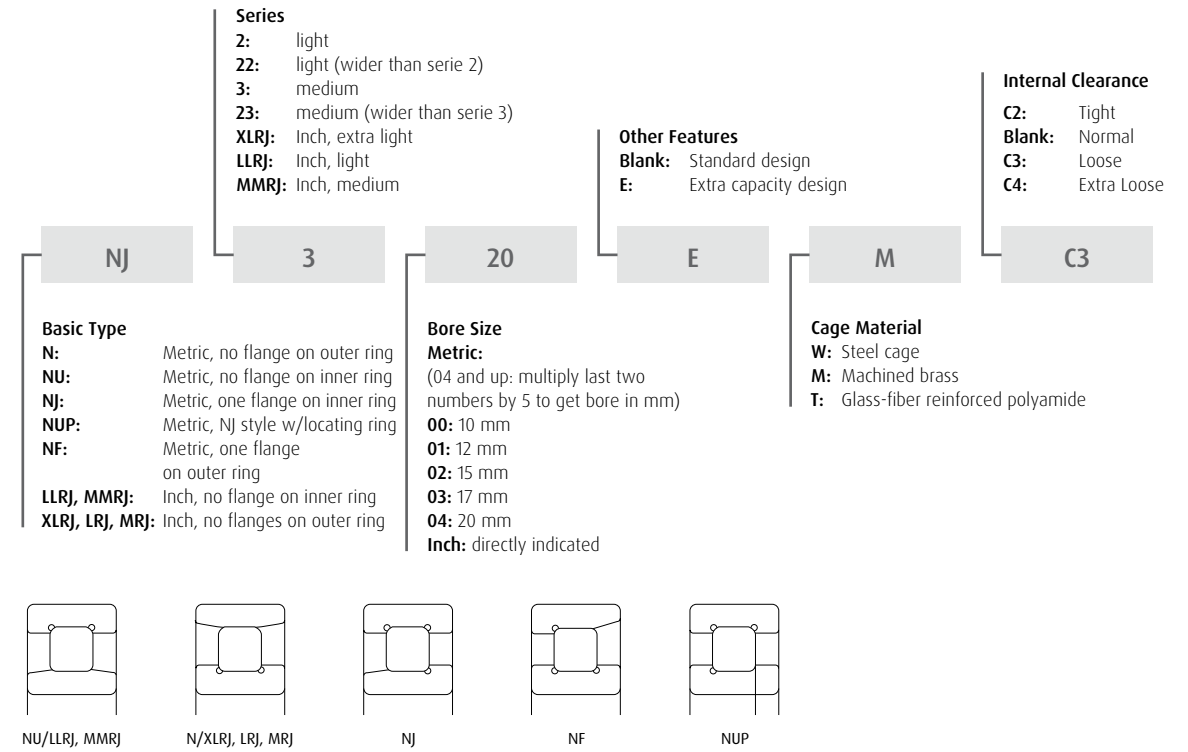 Series
2: light
22: light (wider than serie 2)
3: medium
23: medium (wider than serie 3)
XLRJ: Inch, extra light
LLRJ: Inch, light
MMRJ: Inch, medium
Other Features
Blank: Standard design
E: Extra capacity design
Internal Clearance
C2: Tight
Blank: Normal
C3: Loose
C4: Extra Loose
NJ 3 20 E M C3
Basic Type
N: Metric, no flange on outer ring
NU: Metric, no flange on inner ring
NJ: Metric, one flange on inner ring
NUP: Metric, NJ style w/locating ring
NF: Metric, one flange
on outer ring
LLRJ, MMRJ: Inch, no flange on inner ring
XLRJ, LRJ, MRJ: Inch, no flanges on outer ring
Bore Size
Metric:
(04 and up: multiply last two
numbers by 5 to get bore in mm)
00: 10 mm
01: 12 mm
02: 15 mm
03: 17 mm
04: 20 mm
Inch: directly indicated
Cage Material
W: Steel cage
M: Machined brass
T: Glass-fiber reinforced polyamide
NU/LLRJ, MMRJ N/XLRJ, LRJ, MRJ NJ NF NUP